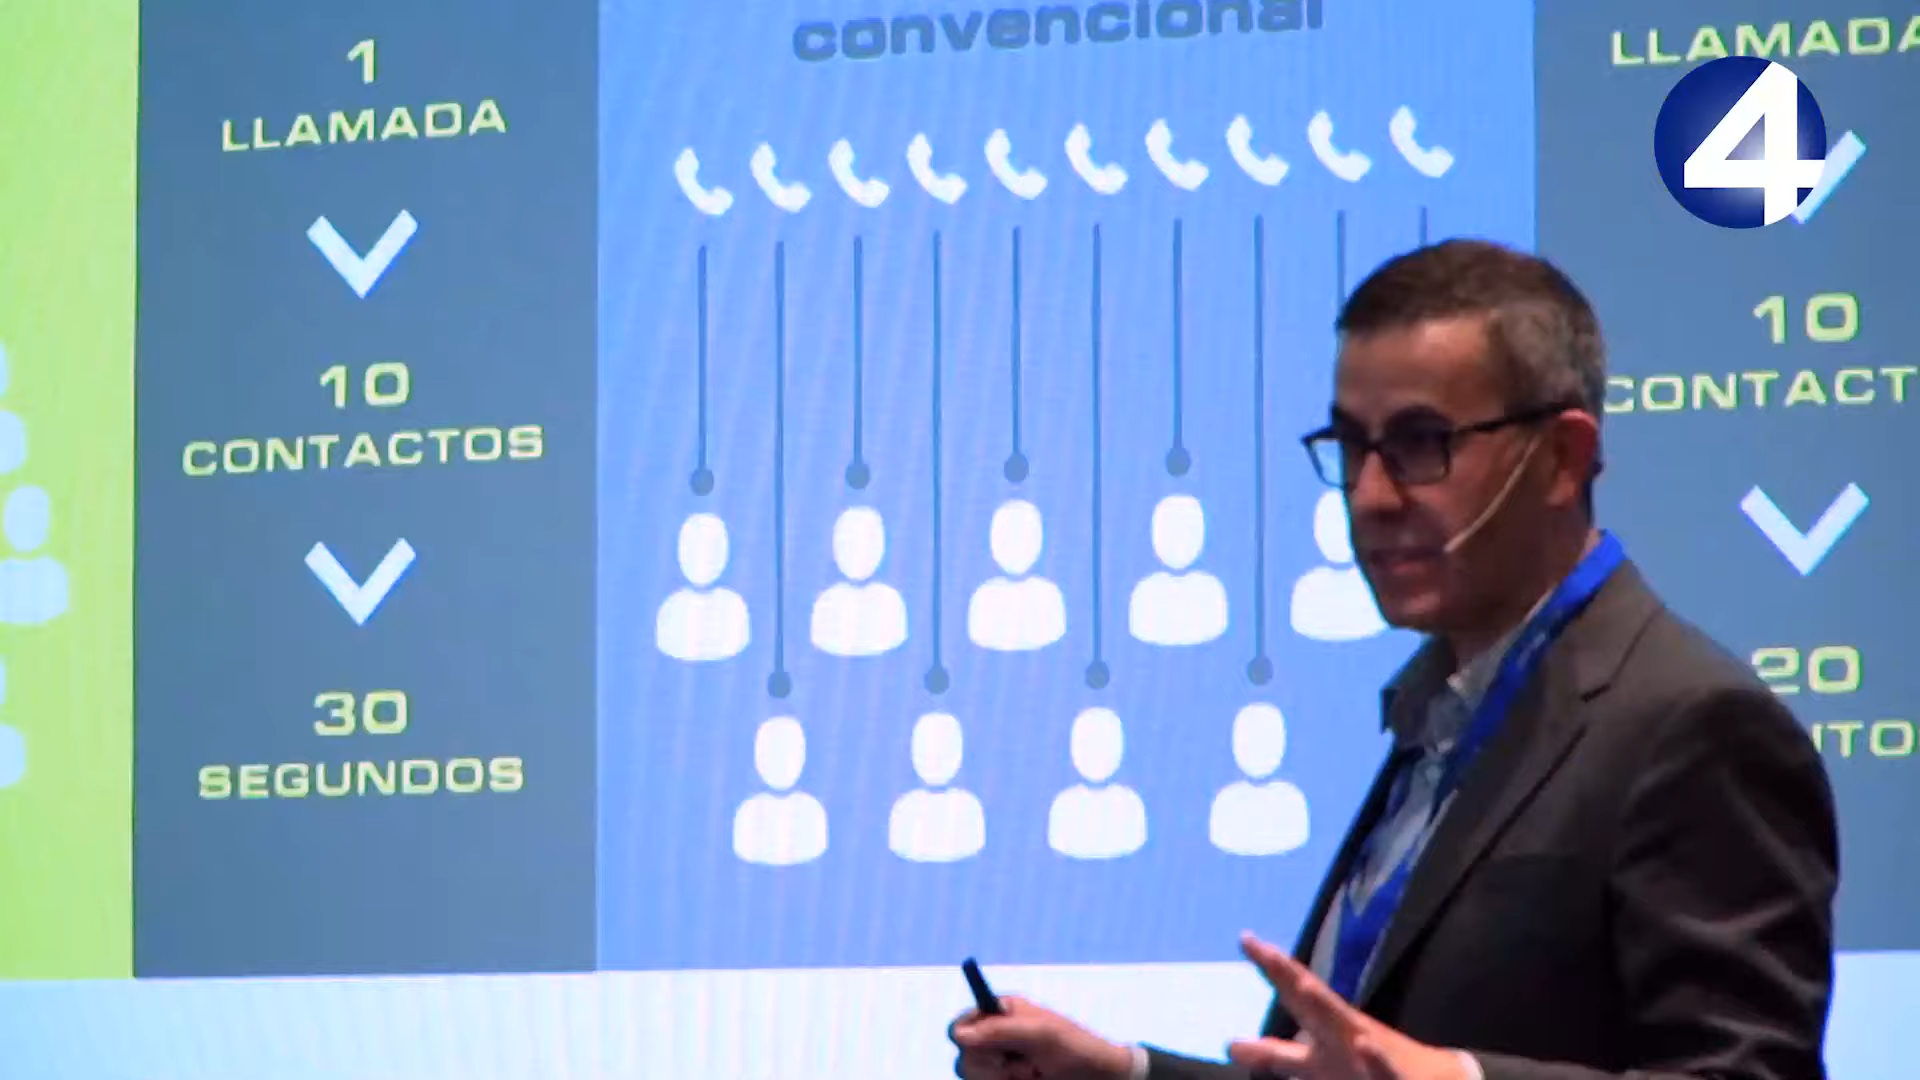 1
LLAMADA
10
CONTACTOS
30
SEGUNDOS
convencional
LLAMADA
4
10
CONTACT
20